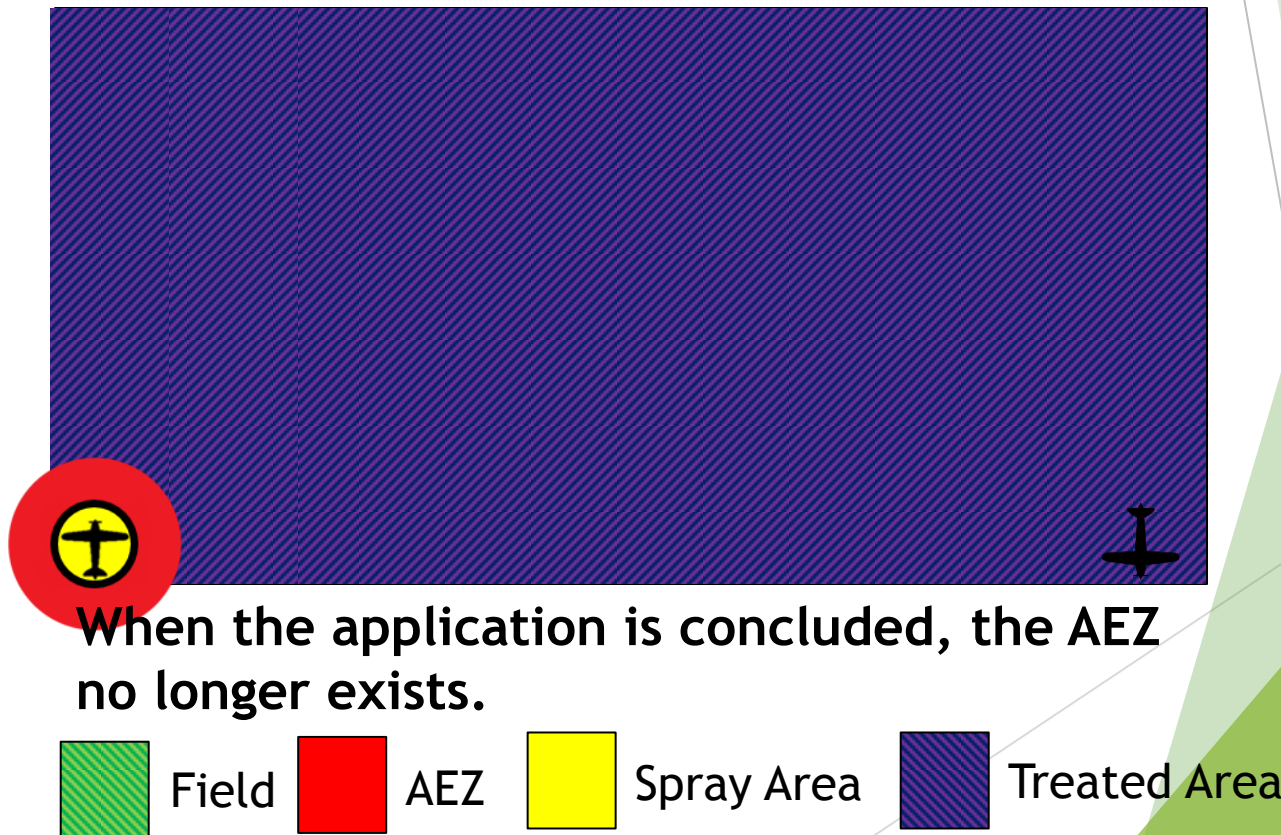 When the application is concluded, the AEZ
no longer exists.
Field AEZ Spray Area Treated Area